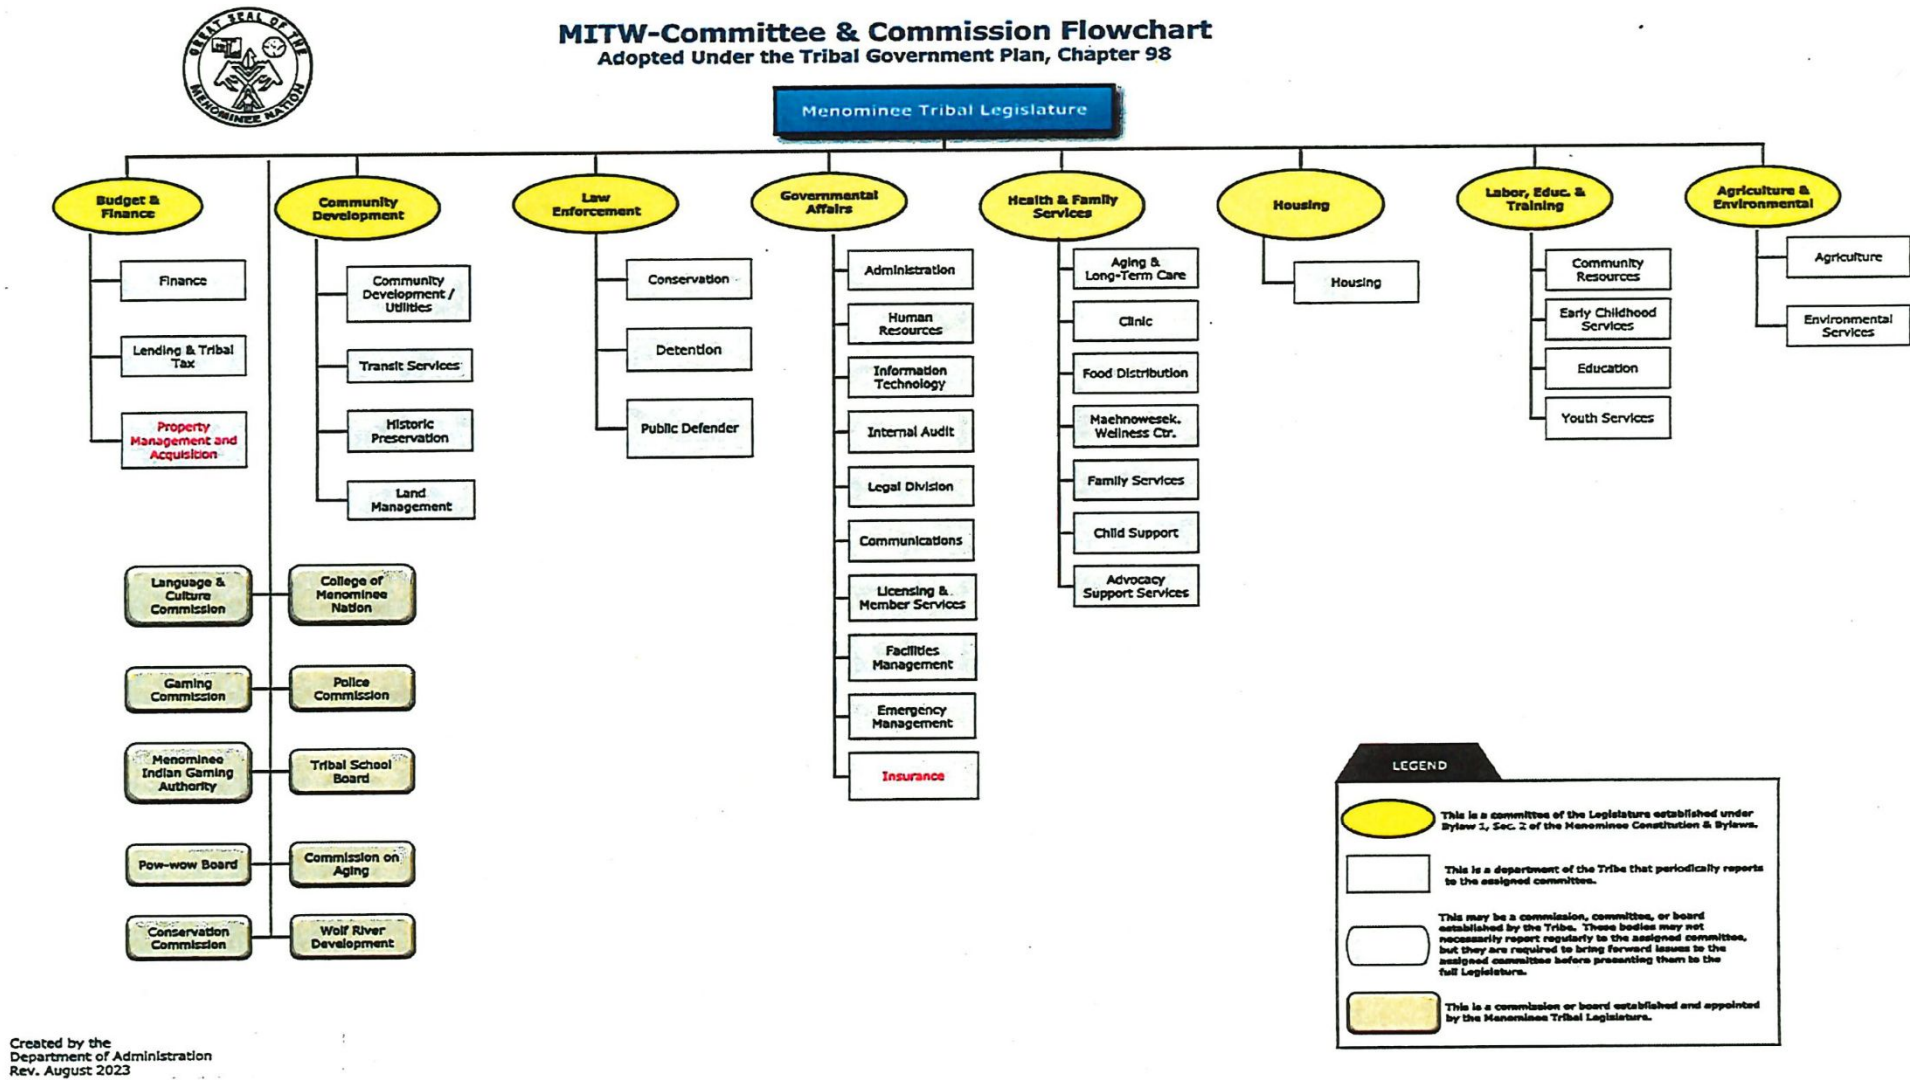 GREAT SEAL OF THE
MENOMINEE NATION
MITW-Committee & Commission Flowchart
Adopted Under the Tribal Government Plan, Chapter 98
Menominee Tribal Legislature
Budget &
Finance
Finance
Lending & Tribal
Tax
Property
Management and
Acquisition
Community
Development
Community
Development /
Utilities
Transit Services
Historic
Preservation
Land
Management
Law
Enforcement
Conservation
Detention
Public Defender
Governmental
Affairs
Administration
Human
Resources
Information
Technology
Internal Audit
Legal Division
Communications
Licensing &
Member Services
Facilities
Management
Emergency
Management
Insurance
Health & Family
Services
Aging &
Long-Term Care
Clinic
Food Distribution
Maehnowesek.
Wellness Ctr.
Family Services
Child Support
Advocacy
Support Services
Housing
Housing
Labor, Educ. &
Training
Community
Resources
Early Childhood
Services
Education
Youth Services
Agriculture &
Environmental
Agriculture
Environmental
Services
Language &
Culture
Commission
College of
Menominee
Nation
Gaming
Commission
Police
Commission
Menominee
Indian Gaming
Authority
Tribal School
Board
Pow-wow Board
Commission on
Aging
Conservation
Commission
Wolf River
Development
LEGEND
This is a committee of the Legislature established under
Bylaw 1, Sec. 2 of the Menominee Constitution & Bylaws.
This is a department of the Tribe that periodically reports
to the assigned committee.
This may be a commission, committee, or board
established by the Tribe. These bodies may not
necessarily report regularly to the assigned committee,
but they are required to bring forward issues to the
assigned committee before presenting them to the
full Legislature.
This is a commission or board established and appointed
by the Menominee Tribal Legislature.
Created by the
Department of Administration
Rev. August 2023